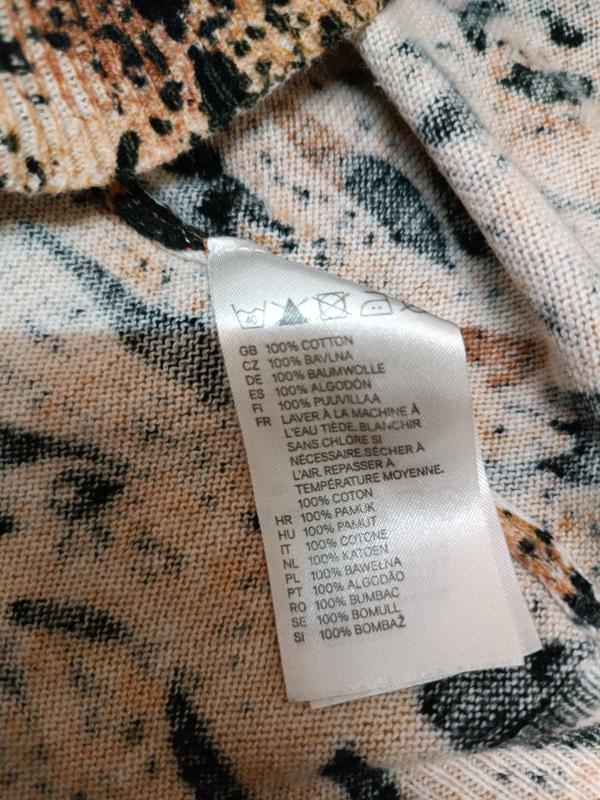 40
GB 100% COTTON
CZ 100% BAVLNA
DE 100% BAUMWOLLE
ES 100% ALGODÓN
FI 100% PUUVILLAA
FR LAVER À LA MACHINE À
L'EAU TIÈDE. BLANCHIR
SANS CHLORE SI
NÉCESSAIRE.SÉCHER À
L'AIR. REPASSER À
TEMPÉRATURE MOYENNE.
100% COTON
HR 100% PAMUK
HU 100% PAMUT
IT 100% COTONE
NL 100% KATOEN
PL 100% BAWEŁNA
PT 100% ALGODÃO
RO 100% BUMBAC
SE 100% BOMULL
SI 100% BOMBAŽ